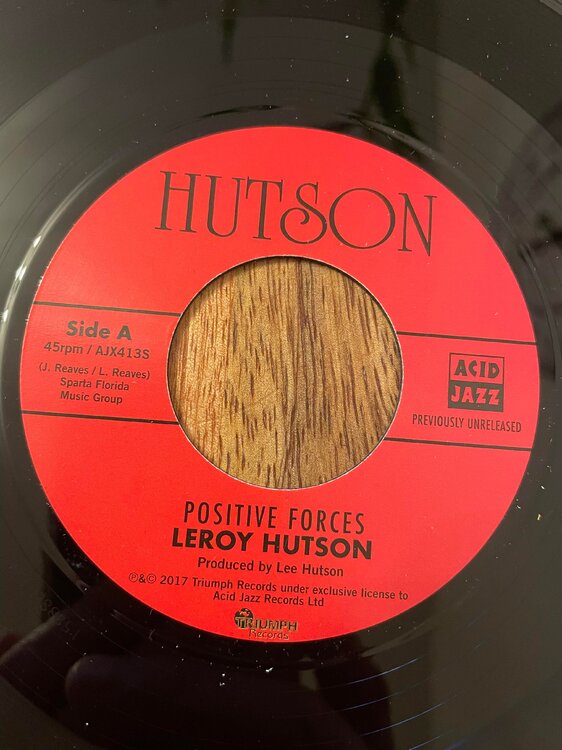 HUTSON
Side A
45rpm / AJX413S
(J. Reaves / L. Reaves)
Sparta Florida
Music Group
ACID
JAZZ
PREVIOUSLY UNRELEASED
POSITIVE FORCES
LEROY HUTSON
Produced by Lee Hutson
℗&© 2017 Triumph Records under exclusive license to
Acid Jazz Records Ltd
TRIUMPH
Records